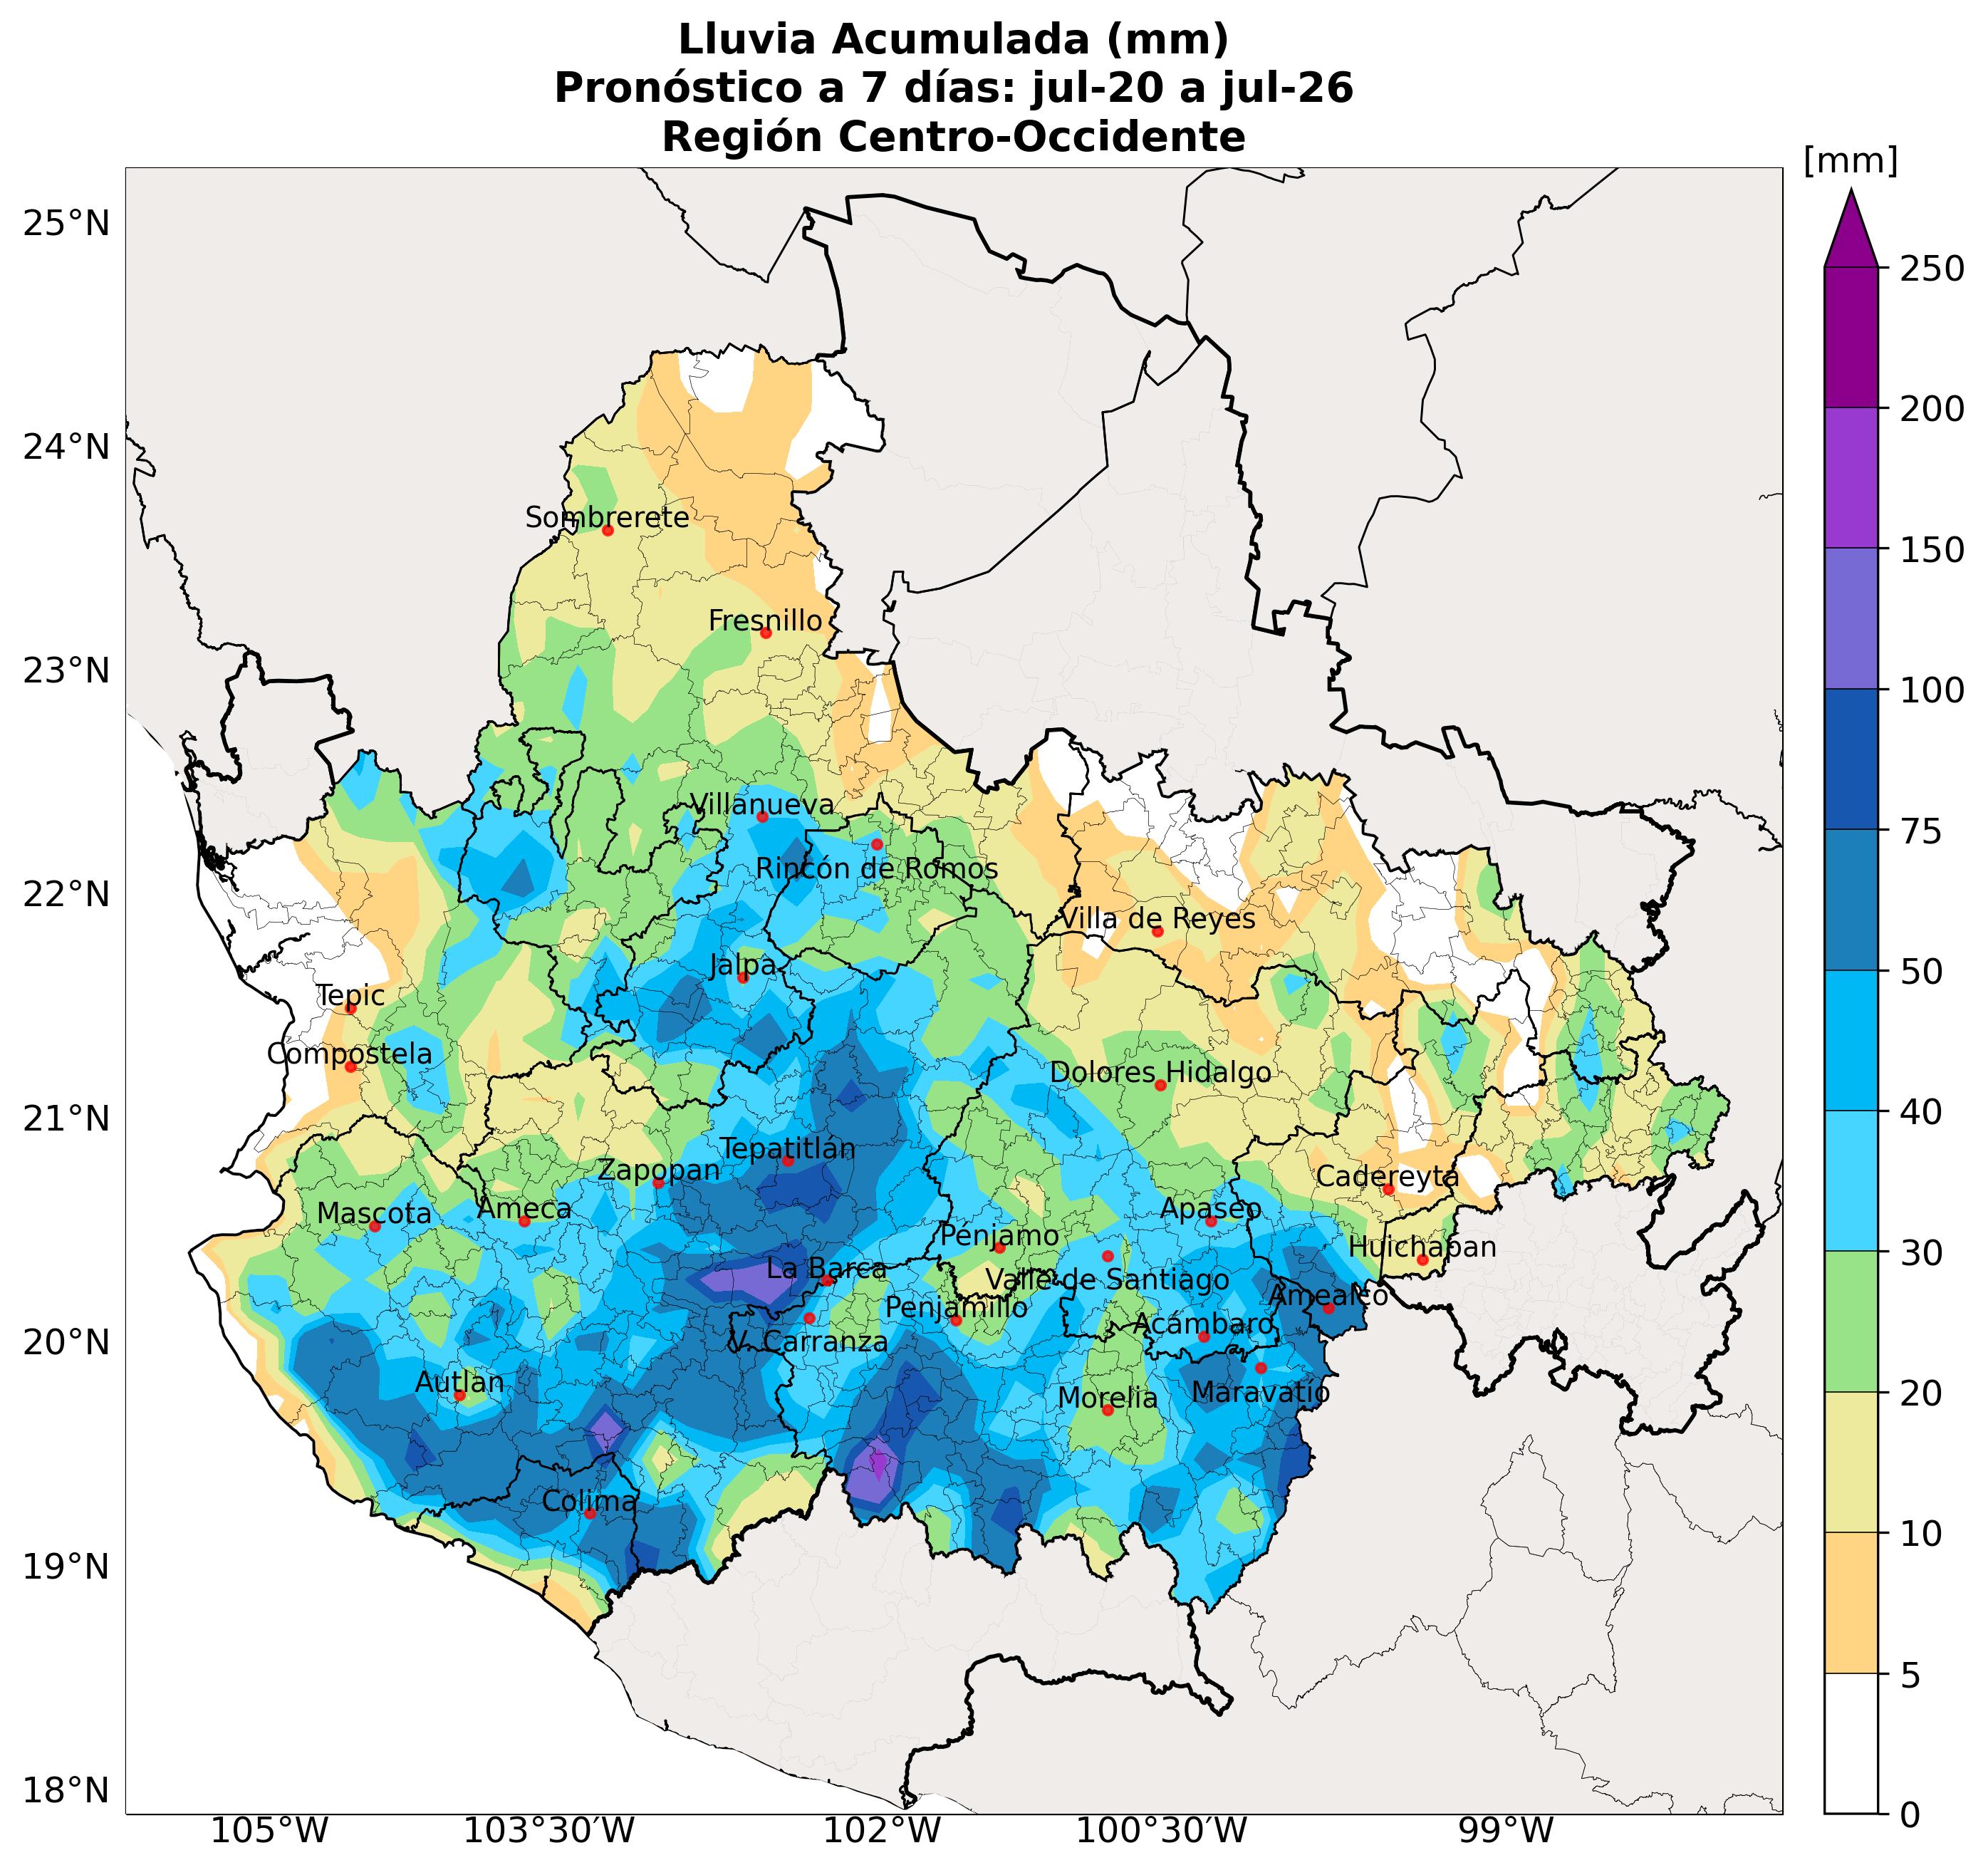 Lluvia Acumulada (mm)
Pronóstico a 7 días: jul-20 a jul-26
Región Centro-Occidente
[mm]
25°N
24°N
23°N
22°N
21°N
20°N
19°N
18°N
250
200
150
100
75
50
40
30
20
10
5
0
Sombrerete
Fresnillo
Villanueva
Rincón de Romos
Villa de Reyes
Jalpa
Tepic
Compostela
Dolores Hidalgo
Tepatitlán
Zapopan
Cadereyta
Mascota
Ameca
Apaseo
Pénjamo
Huichapan
La Barca
Valle de Santiago
Amealco
Penjamillo
Acámbaro
V. Carranza
Autlán
Morelia
Maravatío
Colima
105°W
103°30'W
102°W
100°30'W
99°W